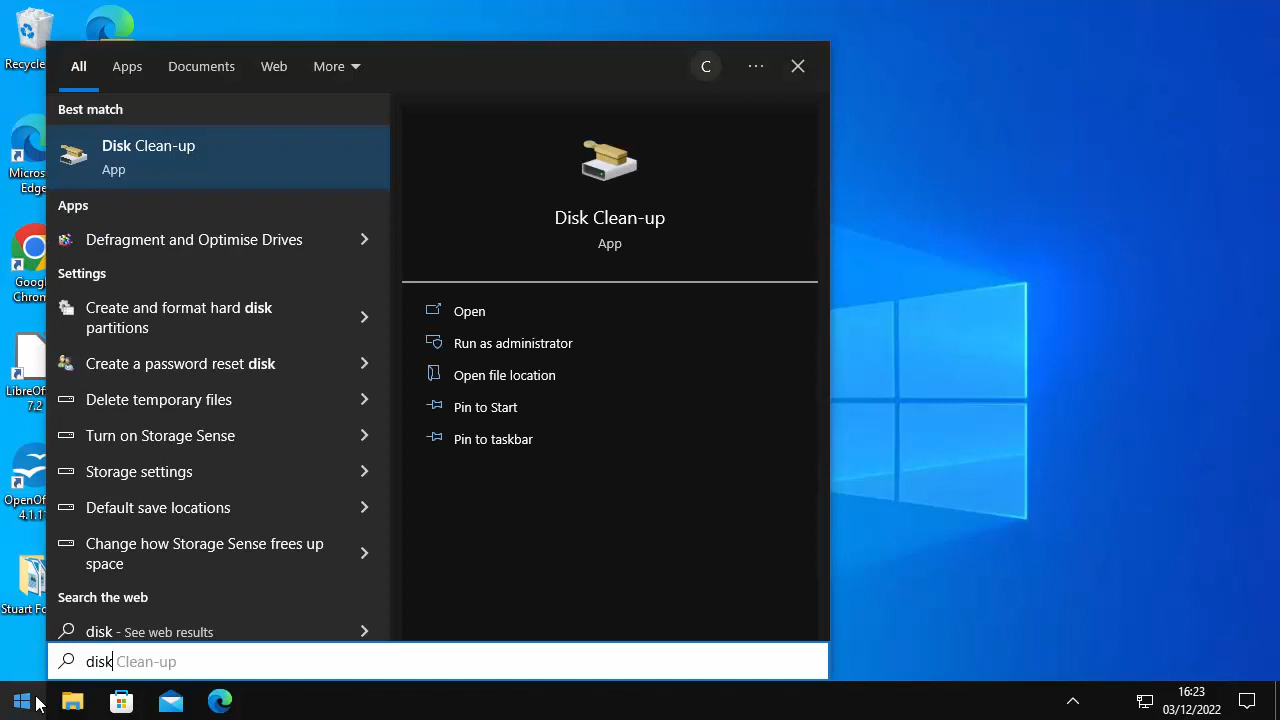 Recycle
All Apps Documents Web More
C
Best match
Disk Clean-up
App
Apps
Defragment and Optimise Drives
Settings
Create and format hard disk
partitions
Create a password reset disk
Delete temporary files
Turn on Storage Sense
Storage settings
Default save locations
Change how Storage Sense frees up
space
Search the web
disk - See web results
disk Clean-up
Disk Clean-up
App
Open
Run as administrator
Open file location
Pin to Start
Pin to taskbar
Micros
Edge
Goog
Chrom
LibreOf
7.2
OpenOf
4.1.1
Stuart Fo
16:23
03/12/2022